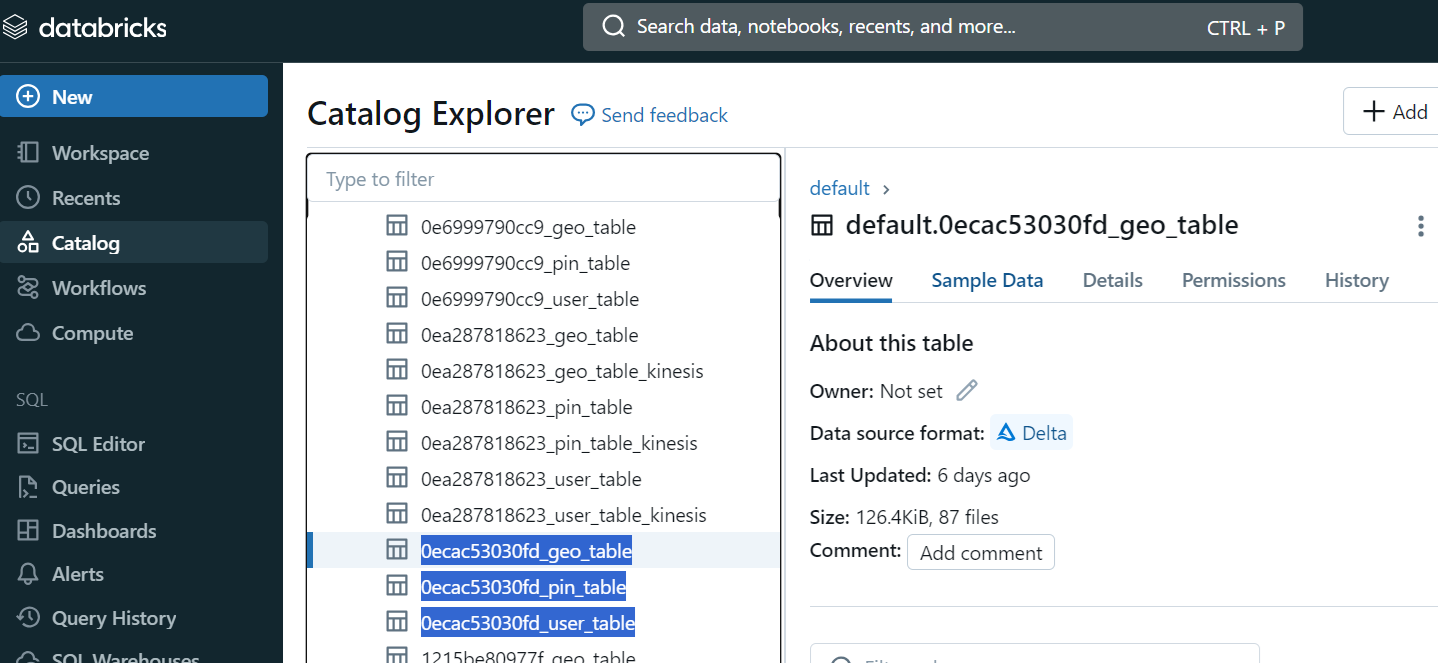 databricks
Search data, notebooks, recents, and more... CTRL + P
New
Workspace
Recents
Catalog
Workflows
Compute
SQL
SQL Editor
Queries
Dashboards
Alerts
Query History
SQL Warehouses
Catalog Explorer Send feedback
Add
Type to filter
0e6999790cc9_geo_table
0e6999790cc9_pin_table
0e6999790cc9_user_table
0ea287818623_geo_table
0ea287818623_geo_table_kinesis
0ea287818623_pin_table
0ea287818623_pin_table_kinesis
0ea287818623_user_table
0ea287818623_user_table_kinesis
0ecac53030fd_geo_table
0ecac53030fd_pin_table
0ecac53030fd_user_table
1215be80977f_geo_table
default >
default.0ecac53030fd_geo_table
Overview Sample Data Details Permissions History
About this table
Owner: Not set
Data source format: Delta
Last Updated: 6 days ago
Size: 126.4KiB, 87 files
Comment: Add comment